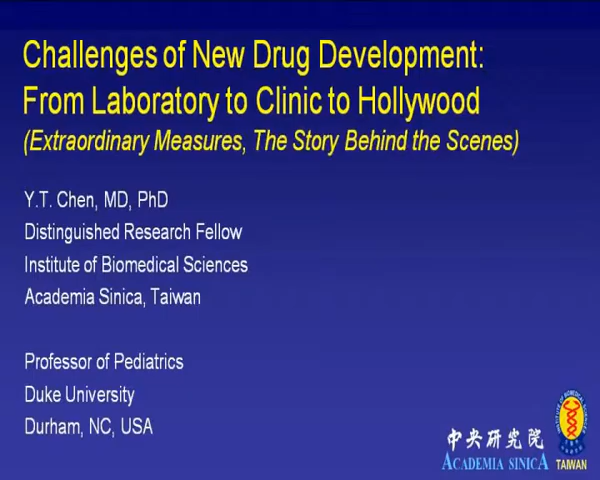 Challenges of New Drug Development:
From Laboratory to Clinic to Hollywood
(Extraordinary Measures, The Story Behind the Scenes)
Y.T. Chen, MD, PhD
Distinguished Research Fellow
Institute of Biomedical Sciences
Academia Sinica, Taiwan
Professor of Pediatrics
Duke University
Durham, NC, USA
中央研究院
ACADEMIA SINICA
TAIWAN